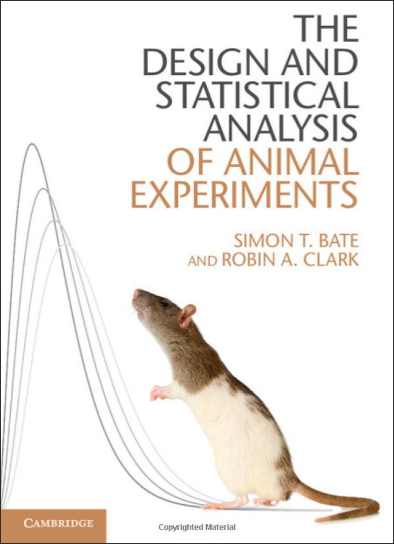 THE
DESIGN AND
STATISTICAL
ANALYSIS
OF ANIMAL
EXPERIMENTS
SIMON T. BATE
AND ROBIN A. CLARK
CAMBRIDGE
Copyrighted Material